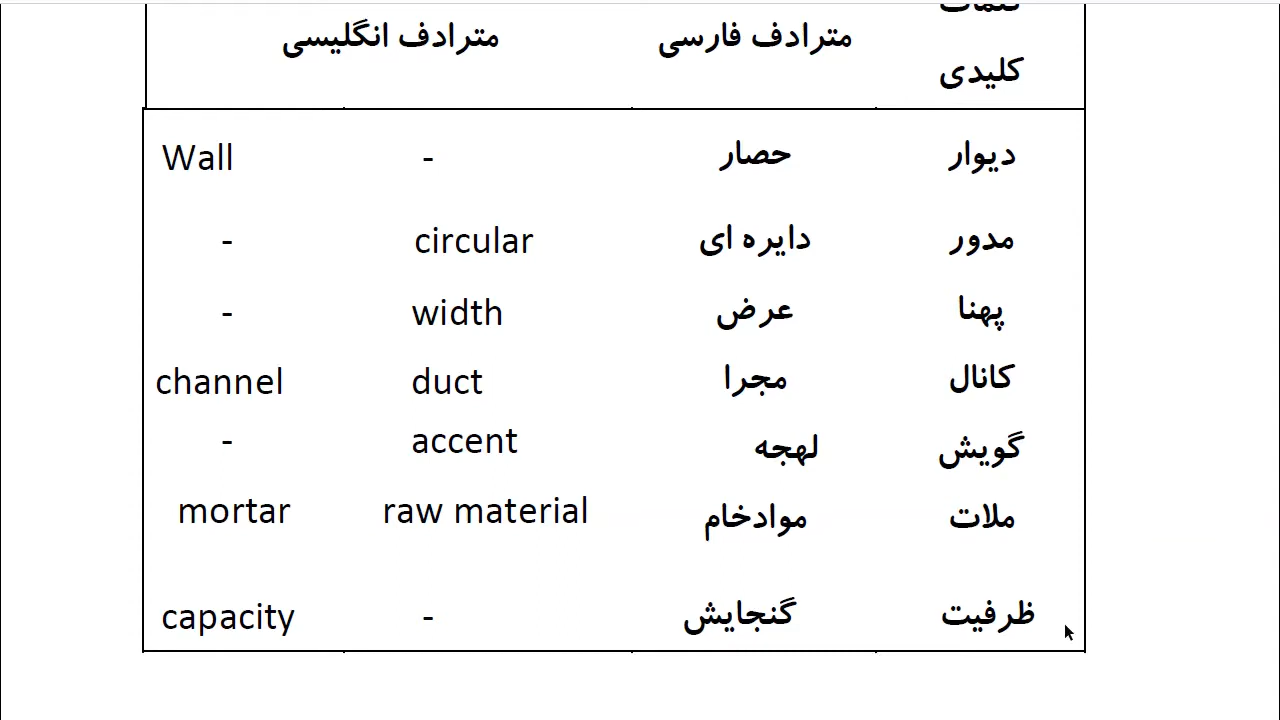 مترادف فارسی مترادف انگلیسی
کلیدی
دیوار حصار - Wall
مدور دایره ای circular -
پهنا عرض width -
کانال مجرا duct channel
گویش لهجه accent -
ملات موادخام raw material mortar
ظرفیت گنجایش - capacity